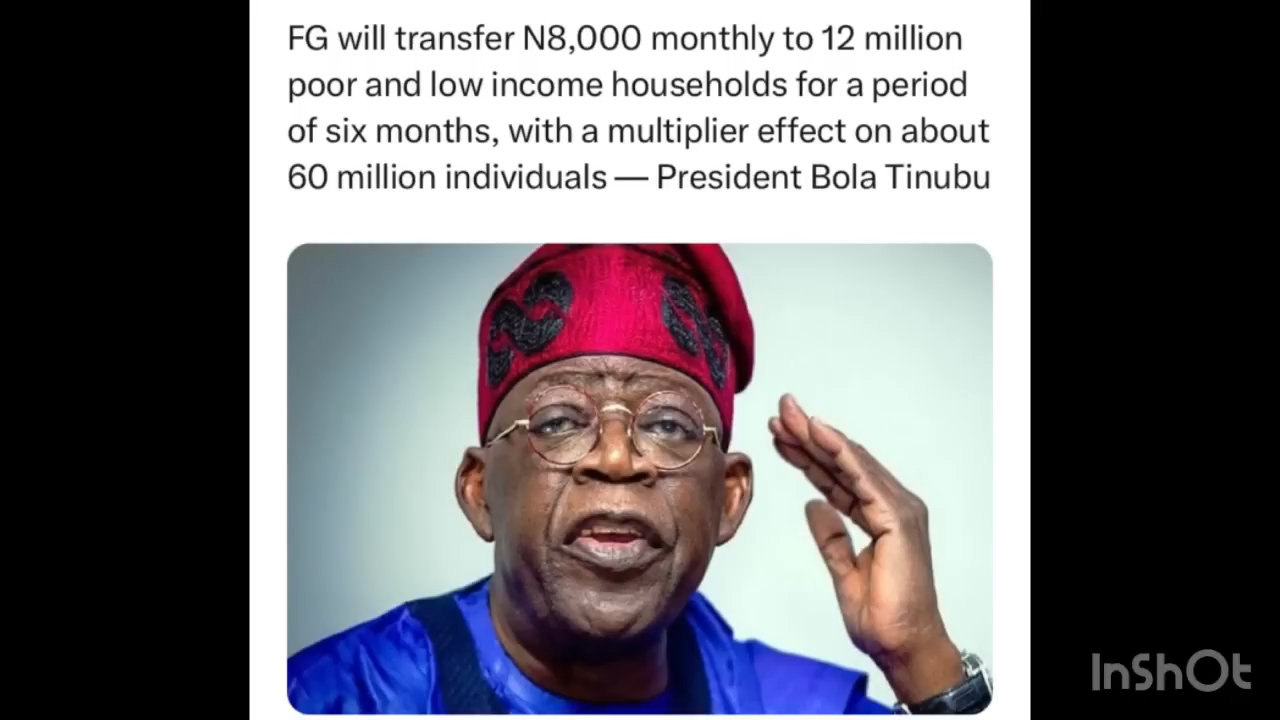 FG will transfer N8,000 monthly to 12 million
poor and low income households for a period
of six months, with a multiplier effect on about
60 million individuals — President Bola Tinubu
InShOt